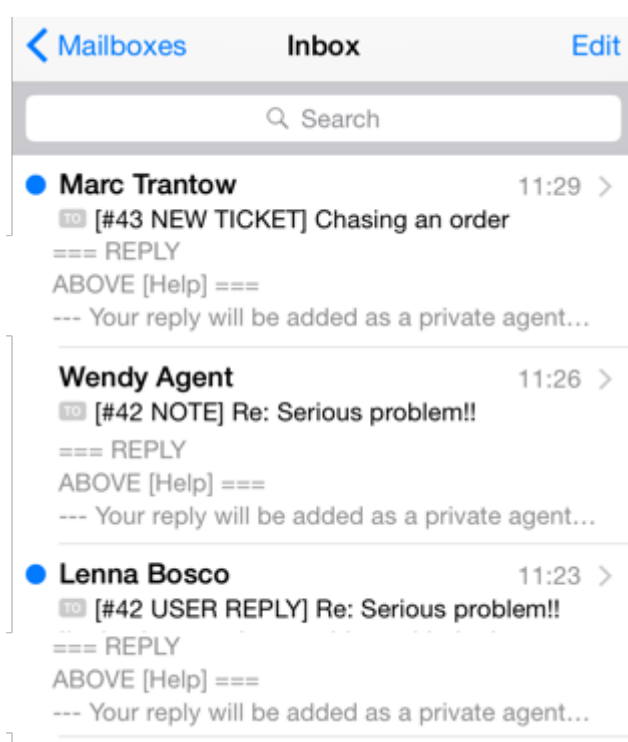 Mailboxes Inbox Edit
Search
Marc Trantow 11:29
TO [#43 NEW TICKET] Chasing an order
=== REPLY
ABOVE [Help] ===
--- Your reply will be added as a private agent…
Wendy Agent 11:26
TO [#42 NOTE] Re: Serious problem!!
=== REPLY
ABOVE [Help] ===
--- Your reply will be added as a private agent…
Lenna Bosco 11:23
TO [#42 USER REPLY] Re: Serious problem!!
=== REPLY
ABOVE [Help] ===
--- Your reply will be added as a private agent…